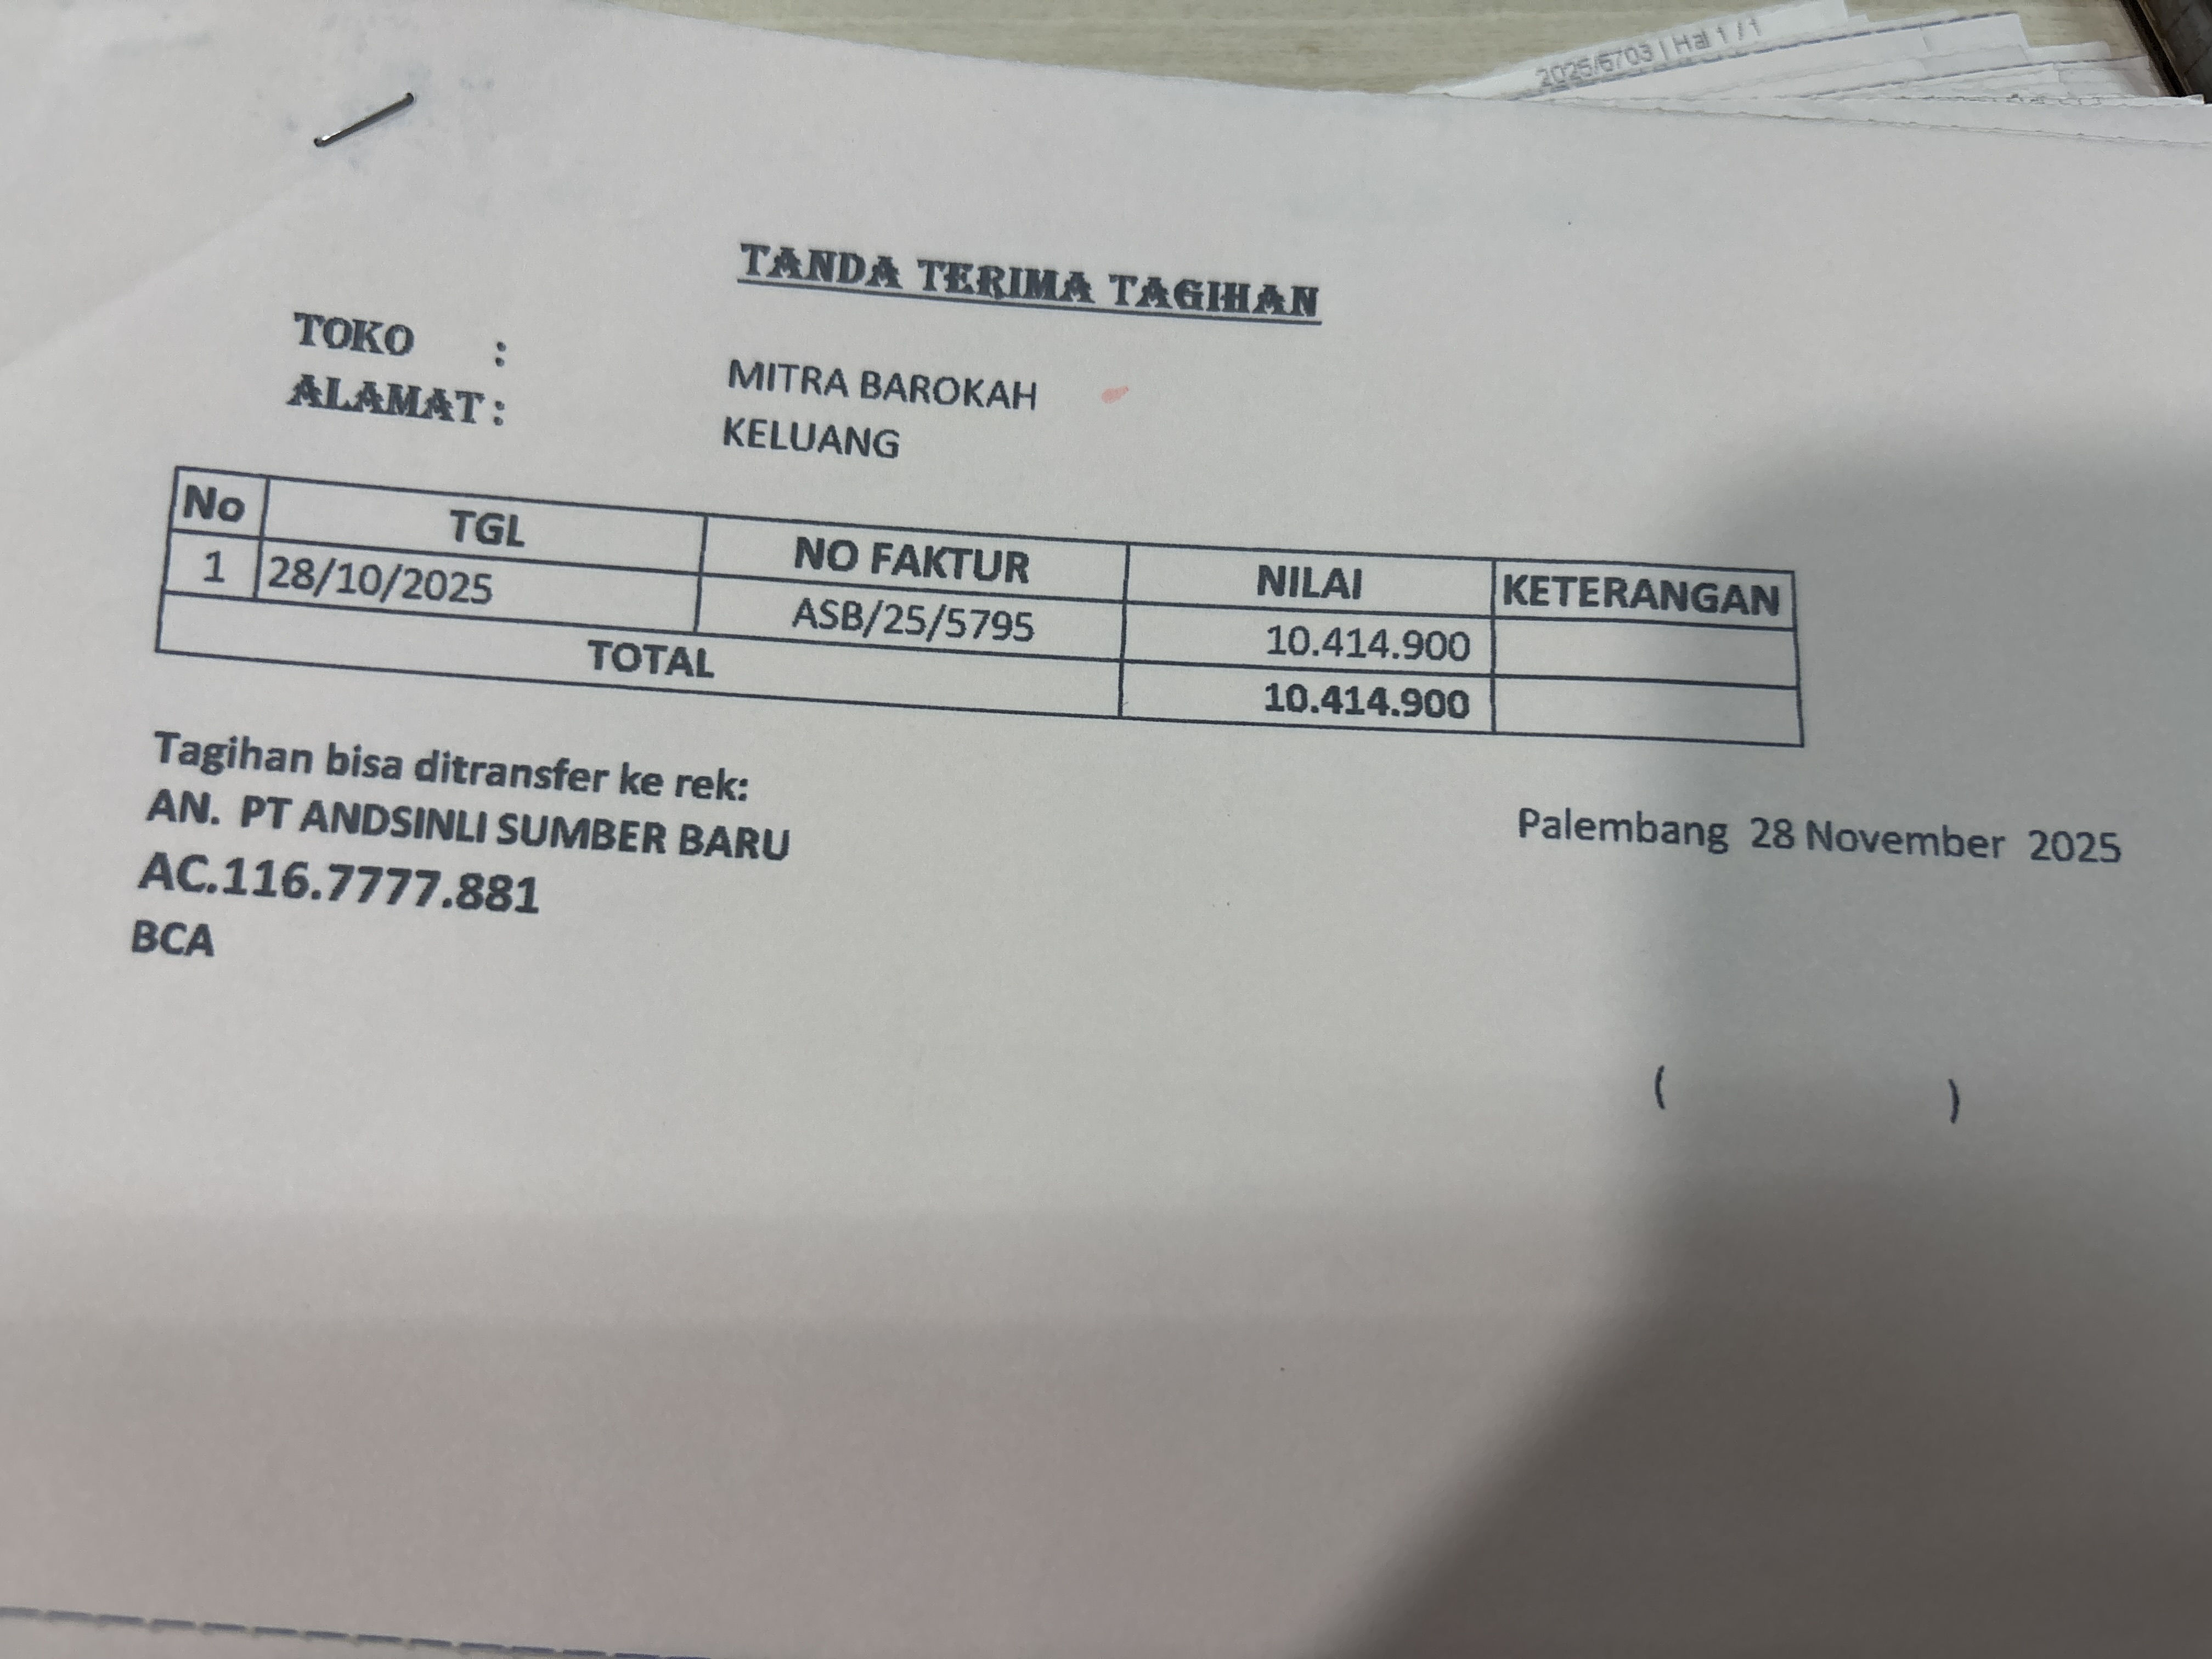 2025/6703 | Hal 1 / 1
TANDA TERIMA TAGIHAN
TOKO : MITRA BAROKAH
ALAMAT : KELUANG
No TGL NO FAKTUR NILAI KETERANGAN
1 28/10/2025 ASB/25/5795 10.414.900
TOTAL 10.414.900
Tagihan bisa ditransfer ke rek:
AN. PT ANDSINLI SUMBER BARU
AC.116.7777.881
BCA
Palembang 28 November 2025
( )